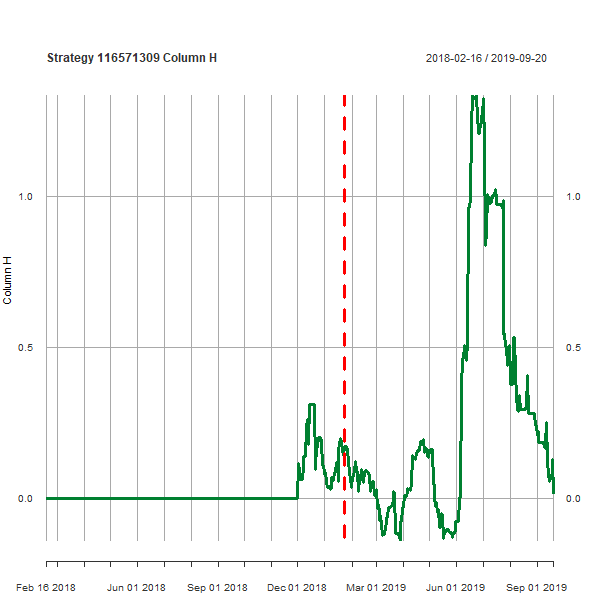 Strategy 116571309 Column H
2018-02-16 / 2019-09-20
1.0
1.0
Column H
0.5
0.5
0.0
0.0
Feb 16 2018
Jun 01 2018
Sep 01 2018
Dec 01 2018
Mar 01 2019
Jun 01 2019
Sep 01 2019